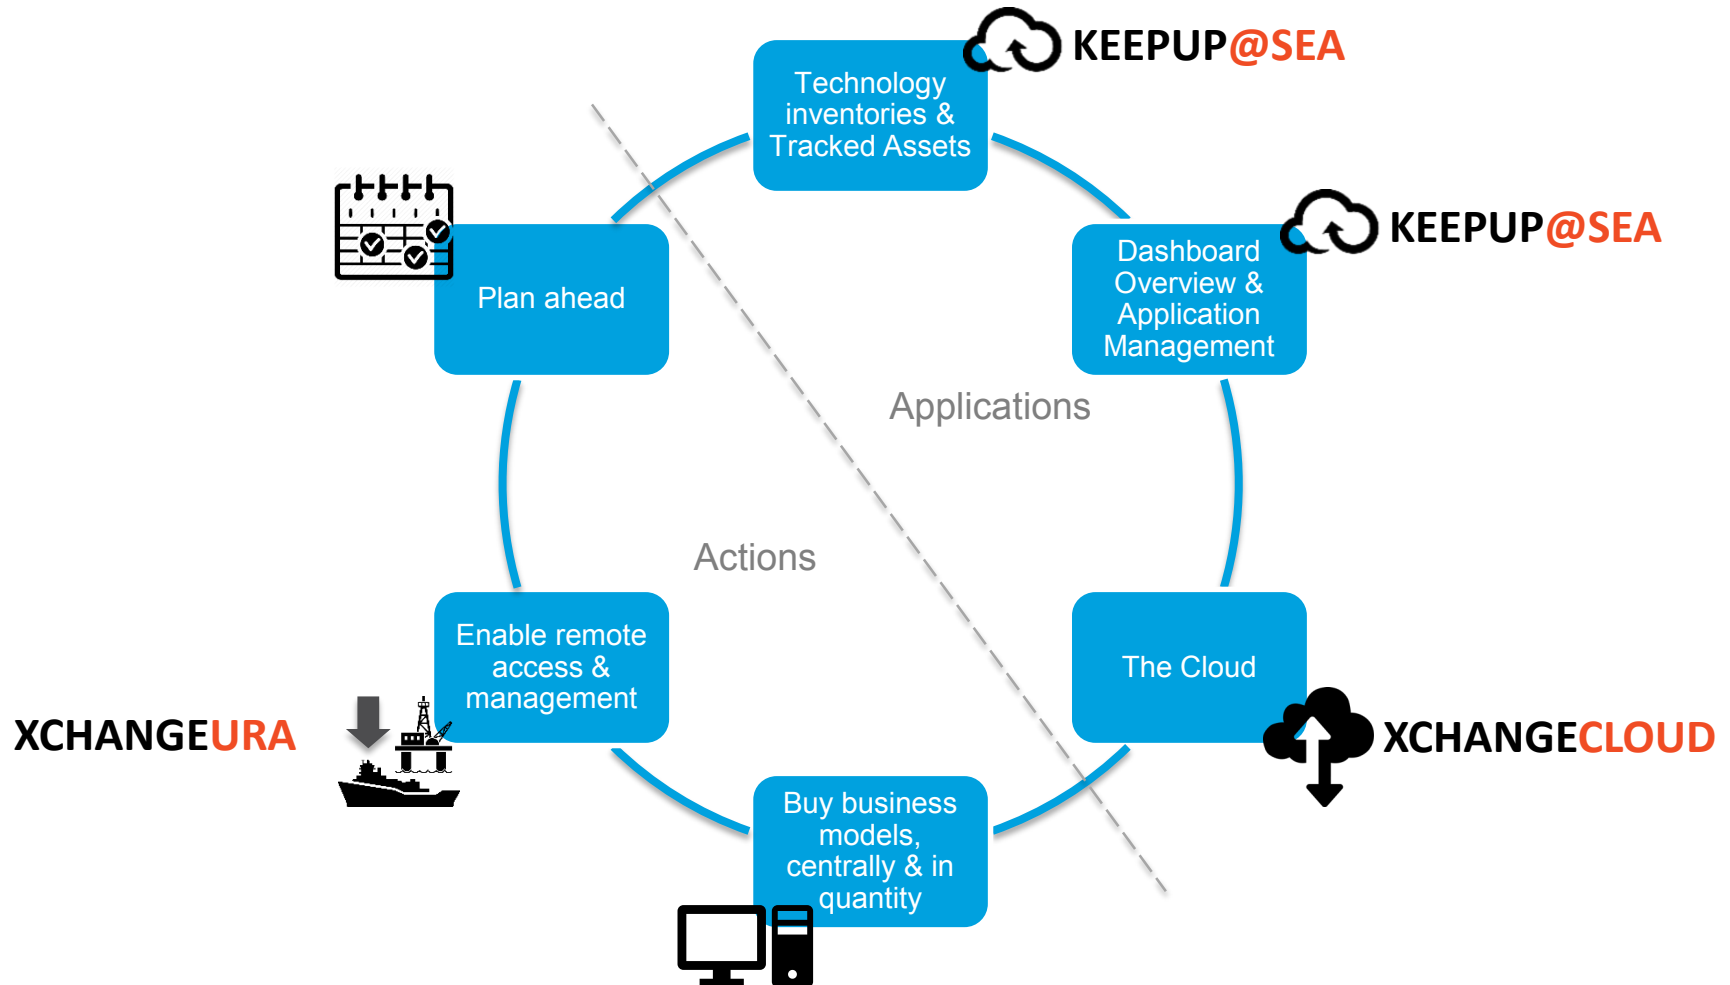 KEEPUP@SEA
Technology
inventories &
Tracked Assets
KEEPUP@SEA
Dashboard
Overview &
Application
Management
Plan ahead
Applications
Actions
Enable remote
access &
management
The Cloud
XCHANGEURA
XCHANGECLOUD
Buy business
models,
centrally & in
quantity